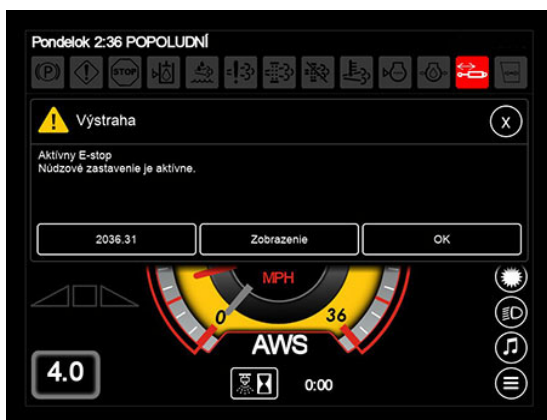 Pondelok 2:36 POPOLUDNÍ
STOP
Výstraha
X
Aktívny E-stop
Núdzové zastavenie je aktívne.
2036.31
Zobrazenie
OK
MPH
0
36
AWS
4.0
0:00